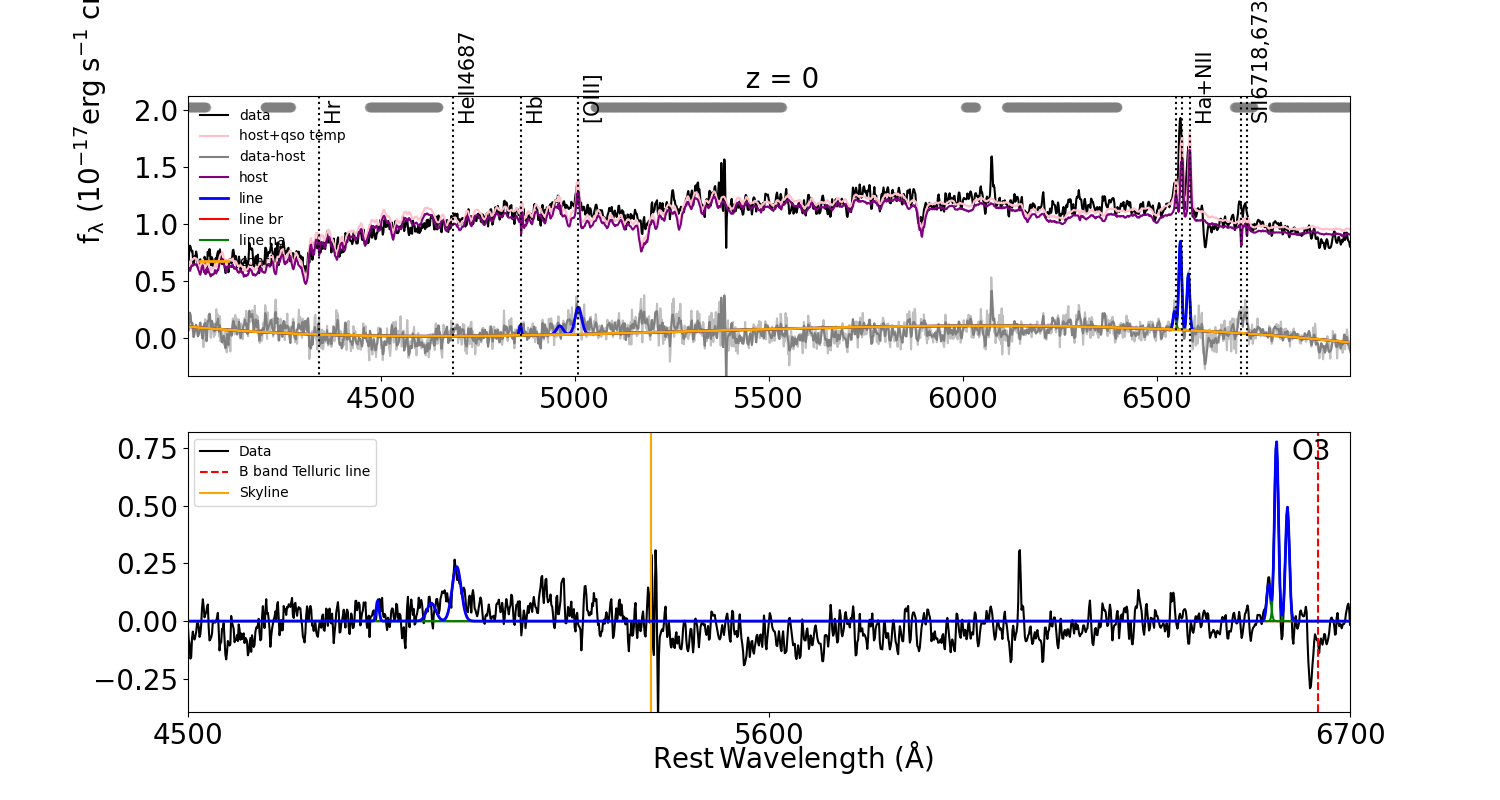 z = 0
f_λ (10^−17 erg s^−1 c
2.0
1.5
1.0
0.5
0.0
data
host+qso temp
data-host
host
line
line br
line na
Hr
HeII4687
Hb
[OIII]
Ha+NII
SII6718,673
4500
5000
5500
6000
6500
0.75
0.50
0.25
0.00
−0.25
Data
B band Telluric line
Skyline
O3
4500
5600
6700
Rest Wavelength (Å)